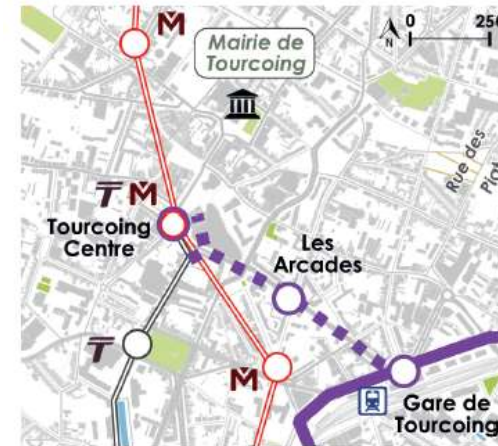 M
Mairie de
Tourcoing
N
0
250
Rue des
T M
Tourcoing
Centre
Les
Arcades
T
M
Gare de
Tourcoing